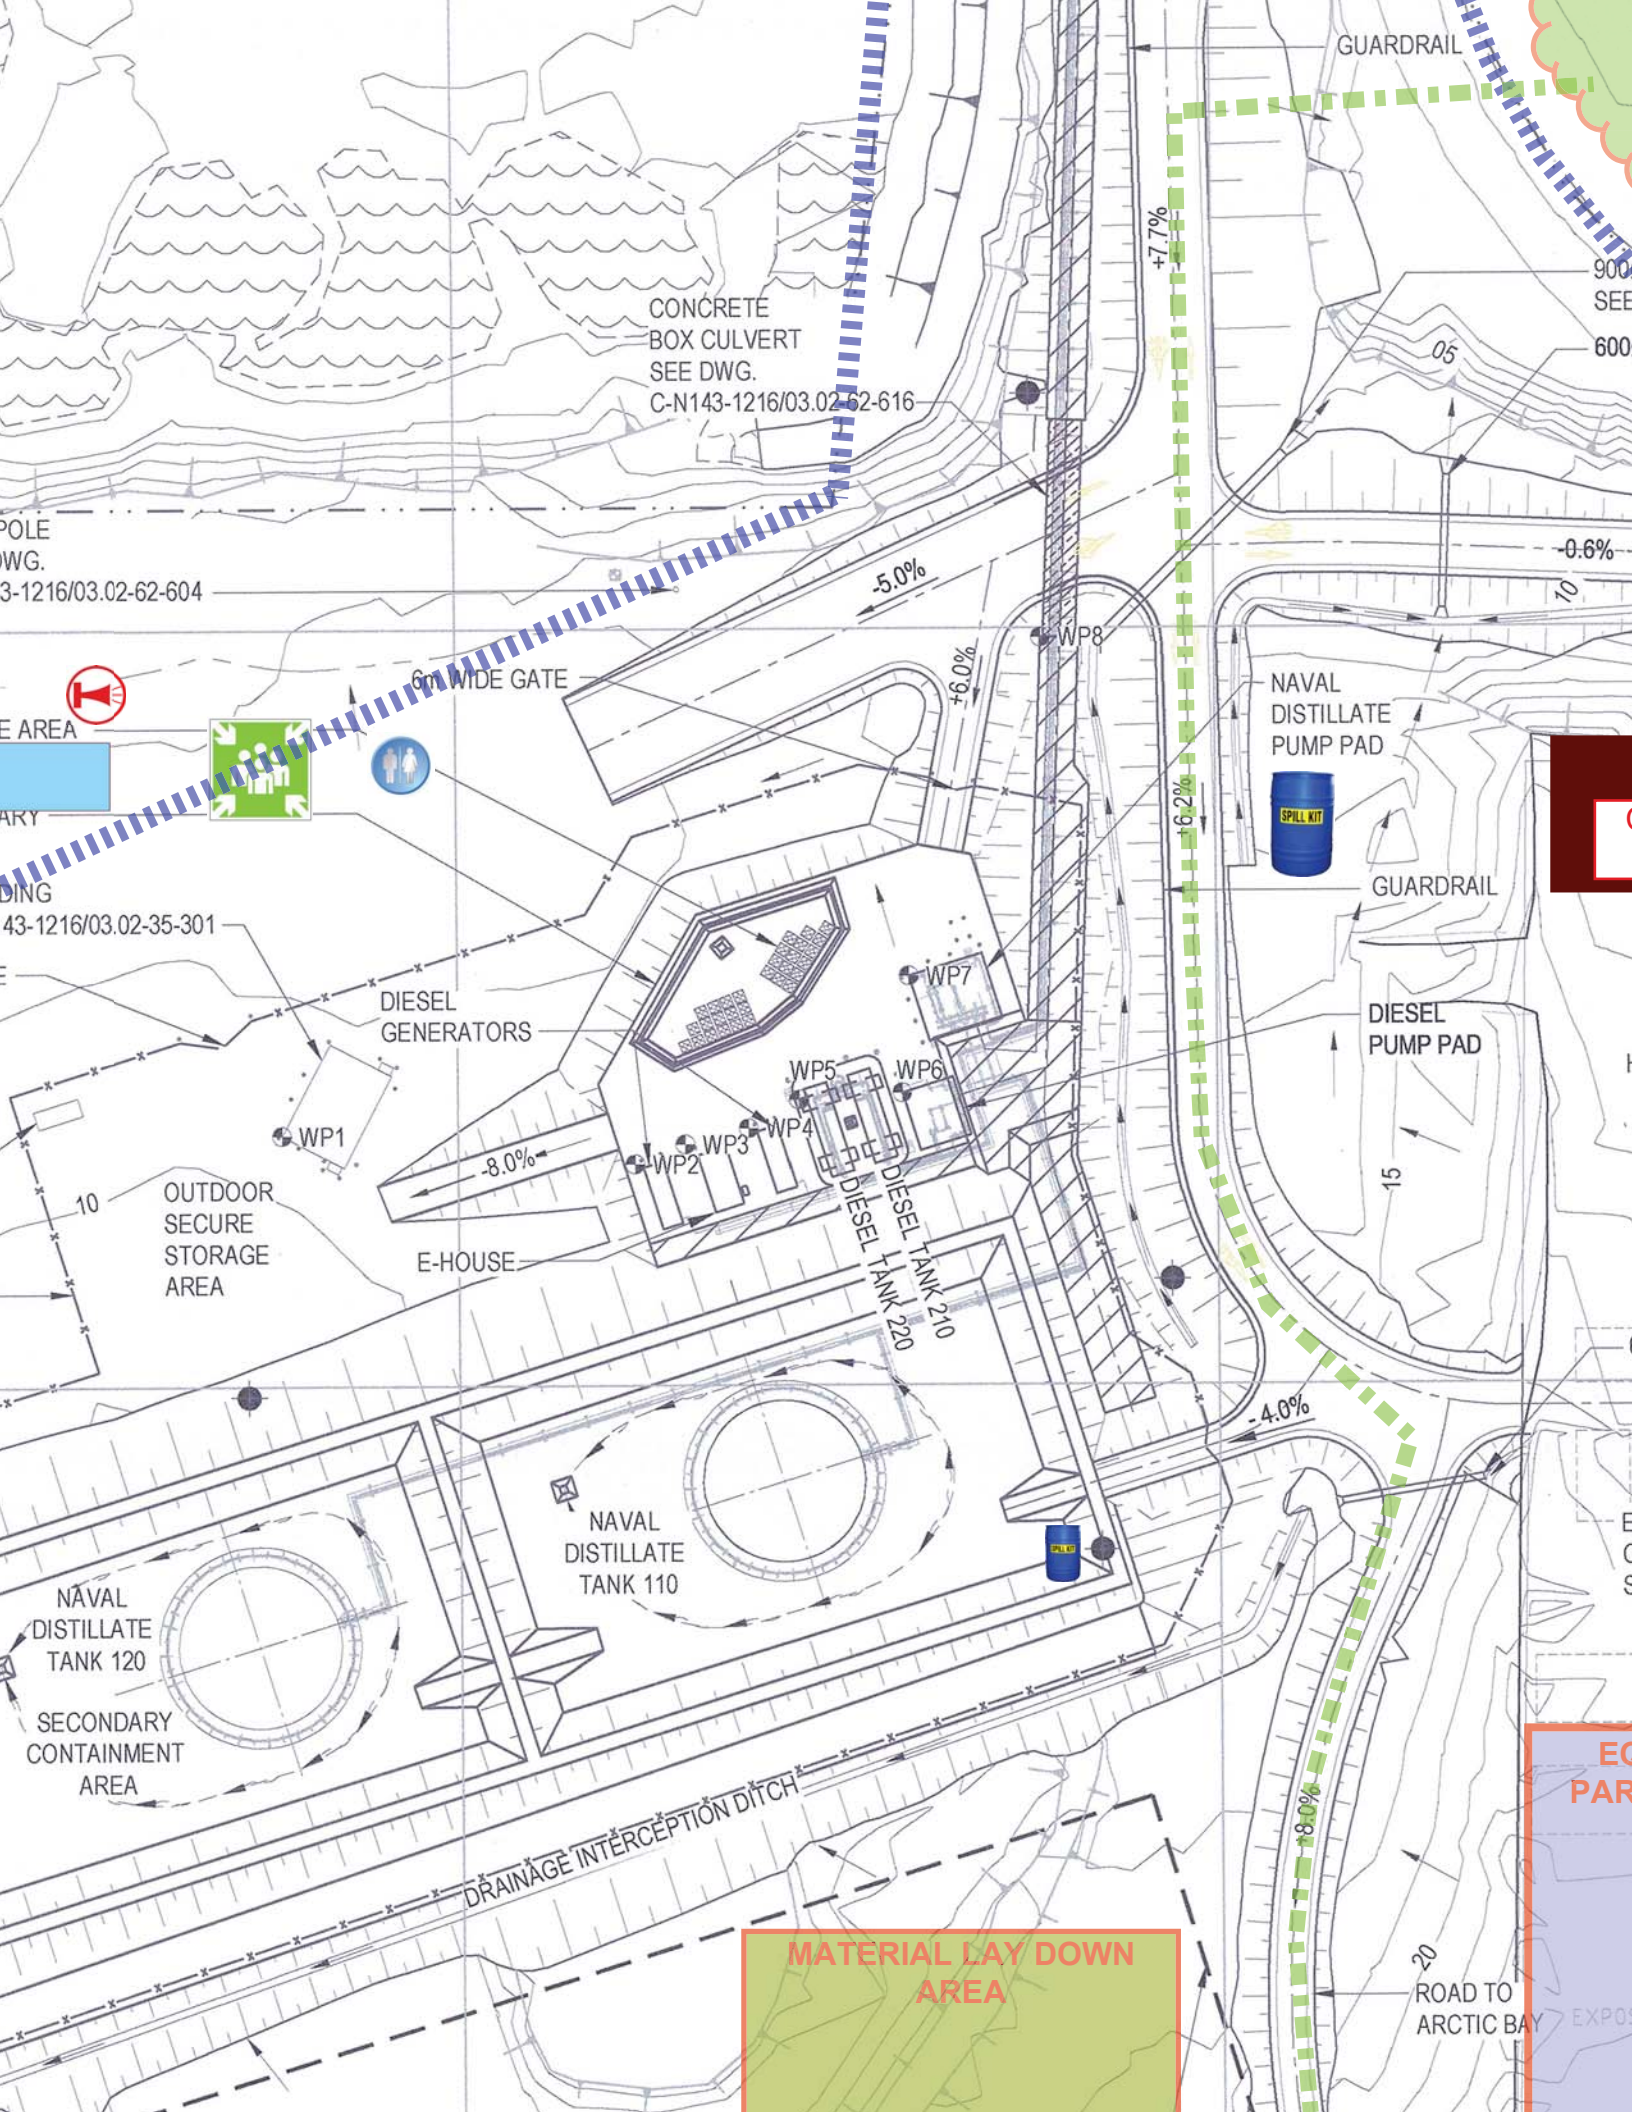 GUARDRAIL
+7.7%
900
SEE
600
05
CONCRETE
BOX CULVERT
SEE DWG.
C-N143-1216/03.02-62-616
POLE
DWG.
3-1216/03.02-62-604
-5.0%
-0.6%
10
WP8
6m WIDE GATE
+6.0%
NAVAL
DISTILLATE
PUMP PAD
E AREA
ARY
SPILL KIT
+6.2%
GUARDRAIL
DING
43-1216/03.02-35-301
E
DIESEL
GENERATORS
WP7
DIESEL
PUMP PAD
WP5
WP6
WP1
WP2
WP3
WP4
-8.0%
10
15
OUTDOOR
SECURE
STORAGE
AREA
E-HOUSE
DIESEL TANK 210
DIESEL TANK 220
-4.0%
NAVAL
DISTILLATE
TANK 110
SPILL KIT
NAVAL
DISTILLATE
TANK 120
SECONDARY
CONTAINMENT
AREA
DRAINAGE INTERCEPTION DITCH
+8.0%
EQ
PAR
MATERIAL LAY DOWN
AREA
20
ROAD TO
ARCTIC BAY
EXPOS